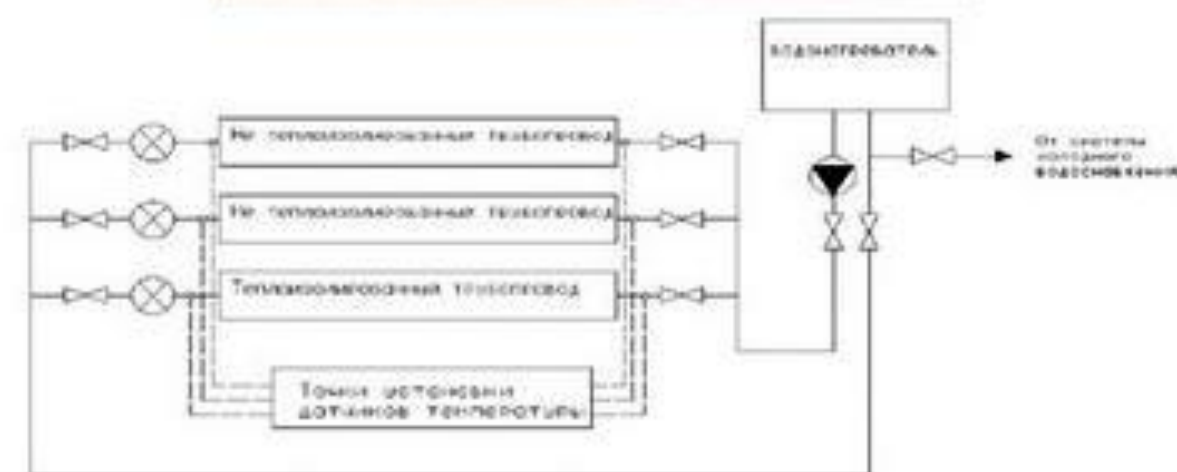 Водонагреватель
Не теплоизолированный трубопровод
От системы
холодного
водоснабжения
Не теплоизолированный трубопровод
Теплоизолированный трубопровод
Точки установки
датчиков температуры